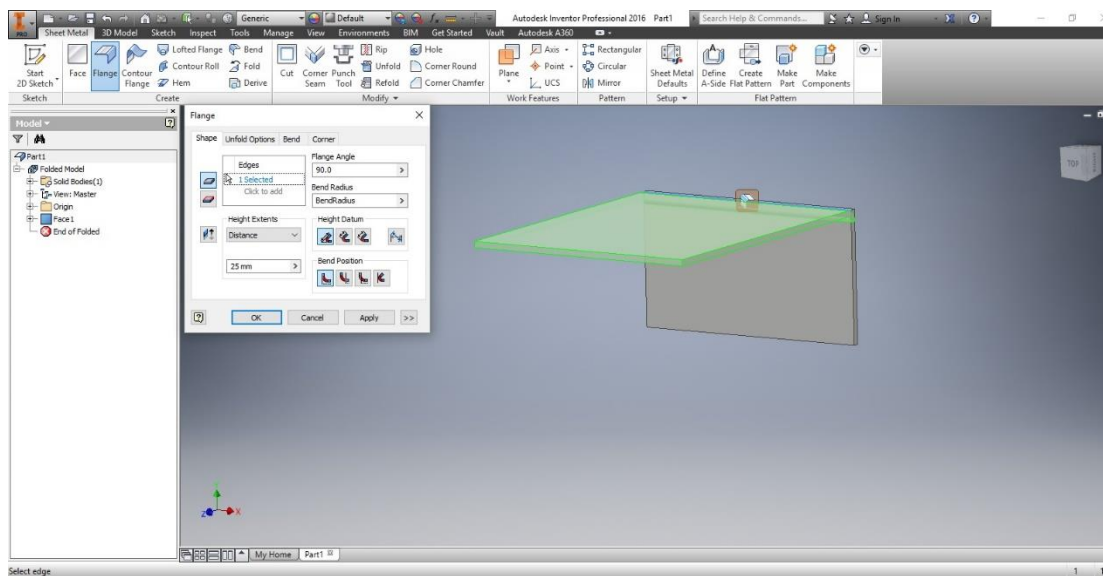 Generic Default Autodesk Inventor Professional 2016 Part1 Search Help & Commands... Sign In
PRO Sheet Metal 3D Model Sketch Inspect Tools Manage View Environments BIM Get Started Vault Autodesk A360
Start 2D Sketch
Face
Flange
Contour Flange
Lofted Flange
Contour Roll
Hem
Bend
Fold
Derive
Cut
Corner Seam
Punch Tool
Rip
Unfold
Refold
Hole
Corner Round
Corner Chamfer
Plane
Axis
Point
UCS
Rectangular
Circular
Mirror
Sheet Metal Defaults
Define A-Side
Create Flat Pattern
Make Part
Make Components
Sketch Create Modify Work Features Pattern Setup Flat Pattern
Model
Part1
Folded Model
Solid Bodies(1)
View: Master
Origin
Face1
End of Folded
Flange
Shape Unfold Options Bend Corner
Edges
1 Selected
Click to add
Flange Angle
90.0 >
Bend Radius
BendRadius >
Height Extents
Distance
25 mm >
Height Datum
Bend Position
OK Cancel Apply >>
TOP
Y
Z X
My Home Part1
Select edge 1 1